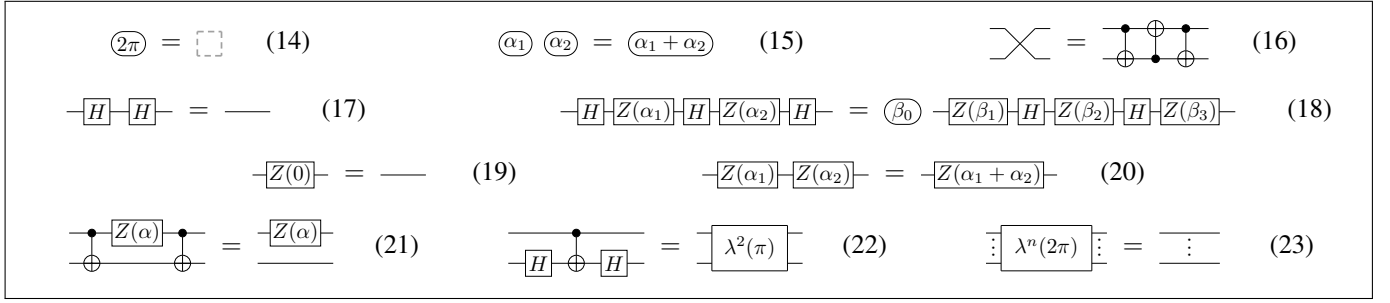 2π = (14) α₁ α₂ = α₁ + α₂ (15) = (16)
H H = (17) H Z(α₁) H Z(α₂) H = β₀ Z(β₁) H Z(β₂) H Z(β₃) (18)
Z(0) = (19) Z(α₁) Z(α₂) = Z(α₁ + α₂) (20)
Z(α) = Z(α) (21) H H = λ²(π) (22) ⋮ λⁿ(2π) ⋮ = ⋮ (23)